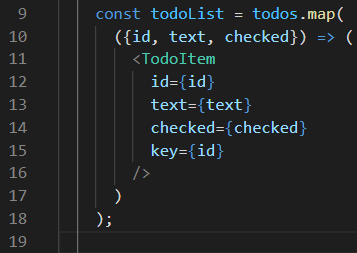 9 const todoList = todos.map(
10 ({id, text, checked}) => (
11 <TodoItem
12 id={id}
13 text={text}
14 checked={checked}
15 key={id}
16 />
17 )
18 );
19